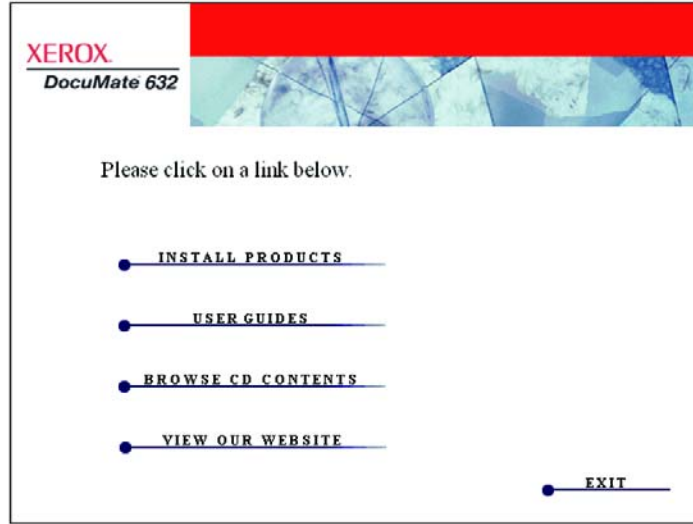 XEROX.
DocuMate 632
Please click on a link below.
INSTALL PRODUCTS
USER GUIDES
BROWSE CD CONTENTS
VIEW OUR WEBSITE
EXIT